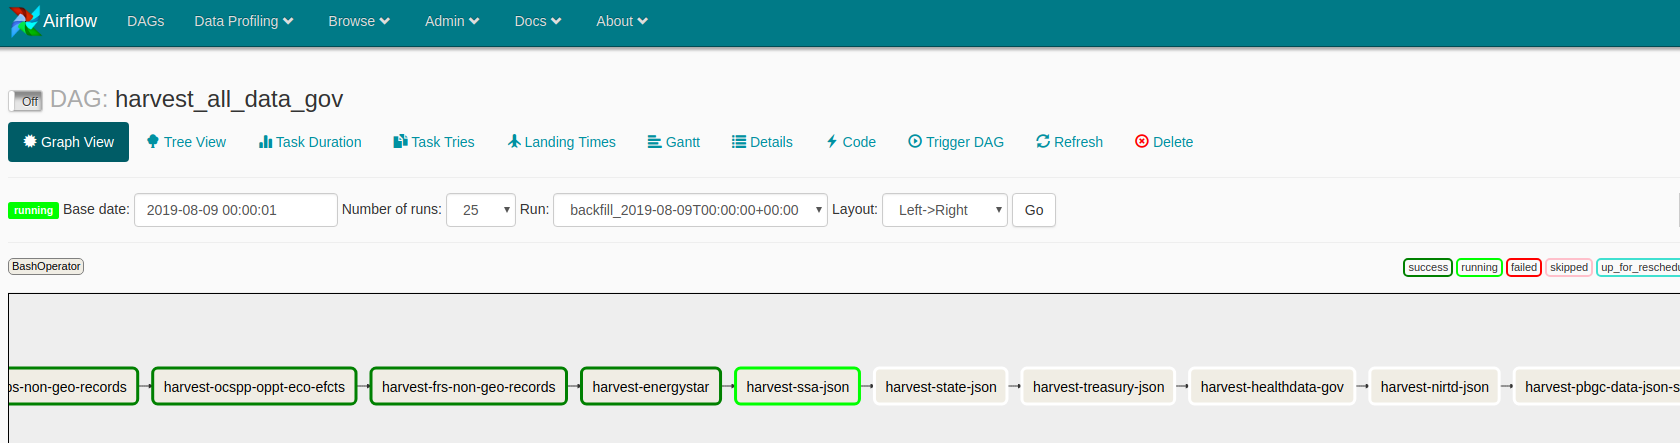 Airflow DAGs Data Profiling Browse Admin Docs About
Off DAG: harvest_all_data_gov
Graph View Tree View Task Duration Task Tries Landing Times Gantt Details Code Trigger DAG Refresh Delete
running Base date: 2019-08-09 00:00:01 Number of runs: 25 Run: backfill_2019-08-09T00:00:00+00:00 Layout: Left->Right Go
BashOperator success running failed skipped up_for_reschedu
os-non-geo-records harvest-ocspp-oppt-eco-efcts harvest-frs-non-geo-records harvest-energystar harvest-ssa-json harvest-state-json harvest-treasury-json harvest-healthdata-gov harvest-nirtd-json harvest-pbgc-data-json-s